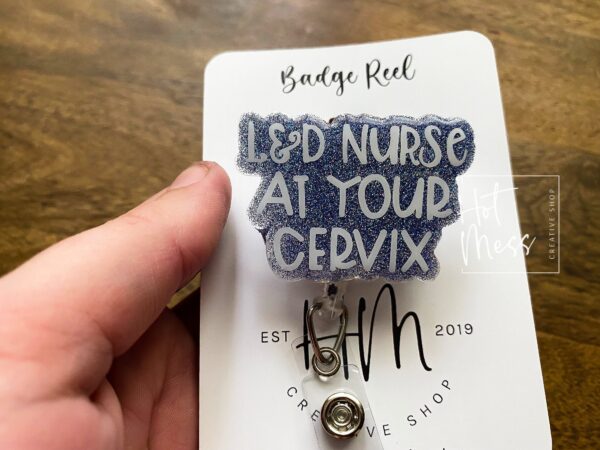 Badge Reel
L&D NURSE
AT YOUR
CERVIX
Hot
Mess
CREATIVE SHOP
EST HM 2019
CREATIVE SHOP